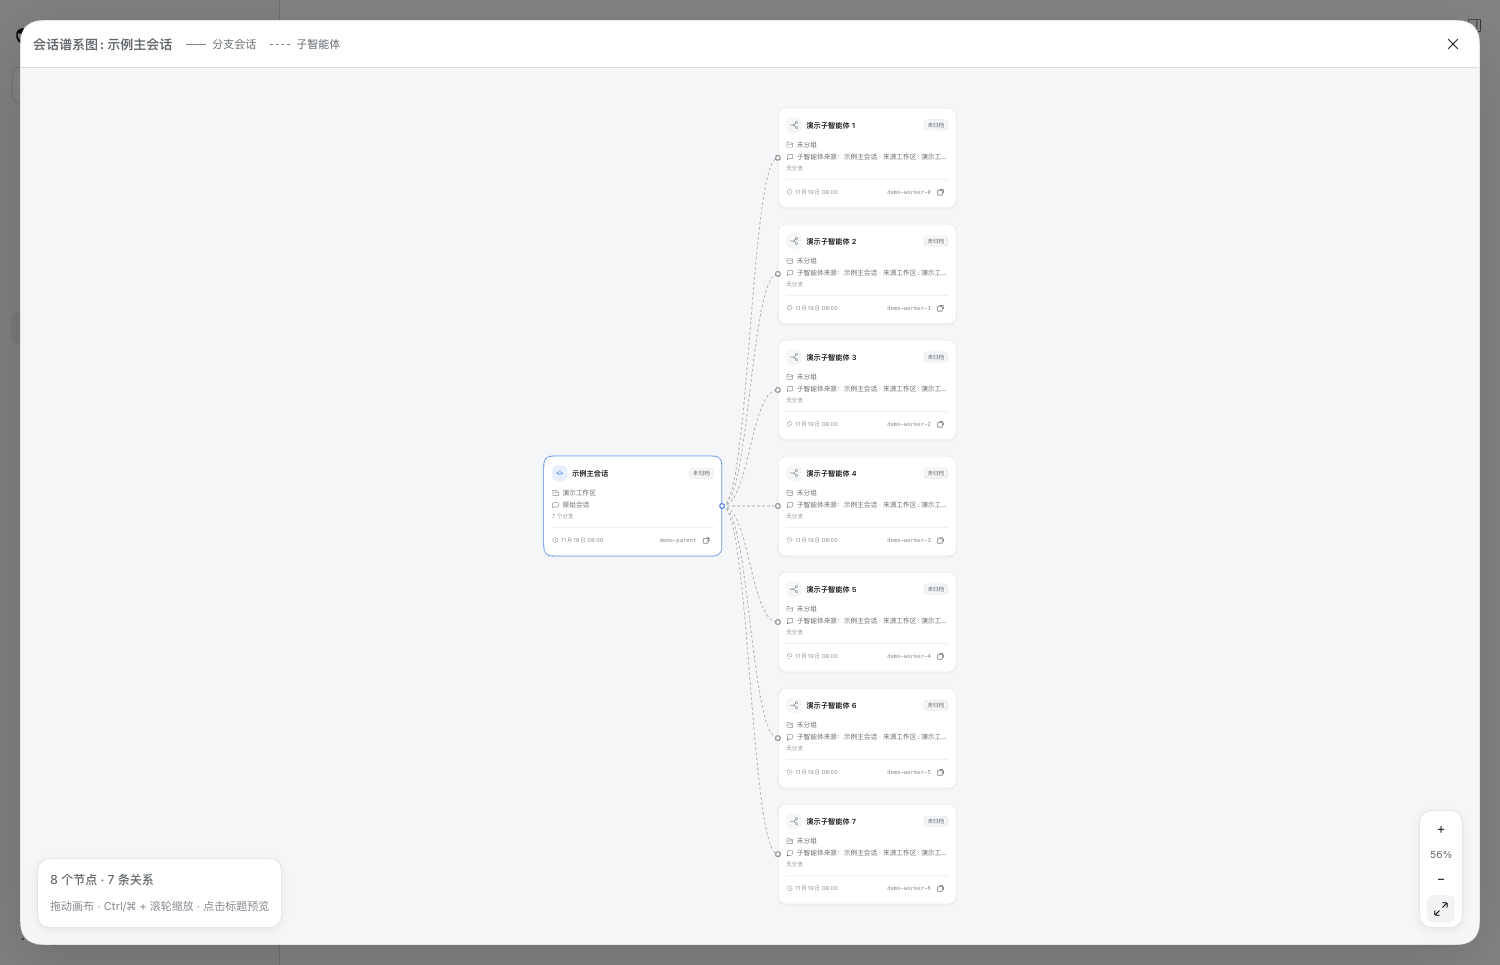 会话谱系图：示例主会话 分支会话 子智能体
演示子智能体 1 未归档
未分组
子智能体来源：示例主会话 · 来源工作区：演示工...
无分支
11月19日 08:00 demo-worker-0
演示子智能体 2 未归档
未分组
子智能体来源：示例主会话 · 来源工作区：演示工...
无分支
11月19日 08:00 demo-worker-1
演示子智能体 3 未归档
未分组
子智能体来源：示例主会话 · 来源工作区：演示工...
无分支
11月19日 08:00 demo-worker-2
示例主会话 未归档
演示工作区
原始会话
7 个分支
11月19日 08:00 demo-parent
演示子智能体 4 未归档
未分组
子智能体来源：示例主会话 · 来源工作区：演示工...
无分支
11月19日 08:00 demo-worker-3
演示子智能体 5 未归档
未分组
子智能体来源：示例主会话 · 来源工作区：演示工...
无分支
11月19日 08:00 demo-worker-4
演示子智能体 6 未归档
未分组
子智能体来源：示例主会话 · 来源工作区：演示工...
无分支
11月19日 08:00 demo-worker-5
演示子智能体 7 未归档
未分组
子智能体来源：示例主会话 · 来源工作区：演示工...
无分支
11月19日 08:00 demo-worker-6
8 个节点 · 7 条关系
拖动画布 · Ctrl/⌘ + 滚轮缩放 · 点击标题预览
+
56%
−